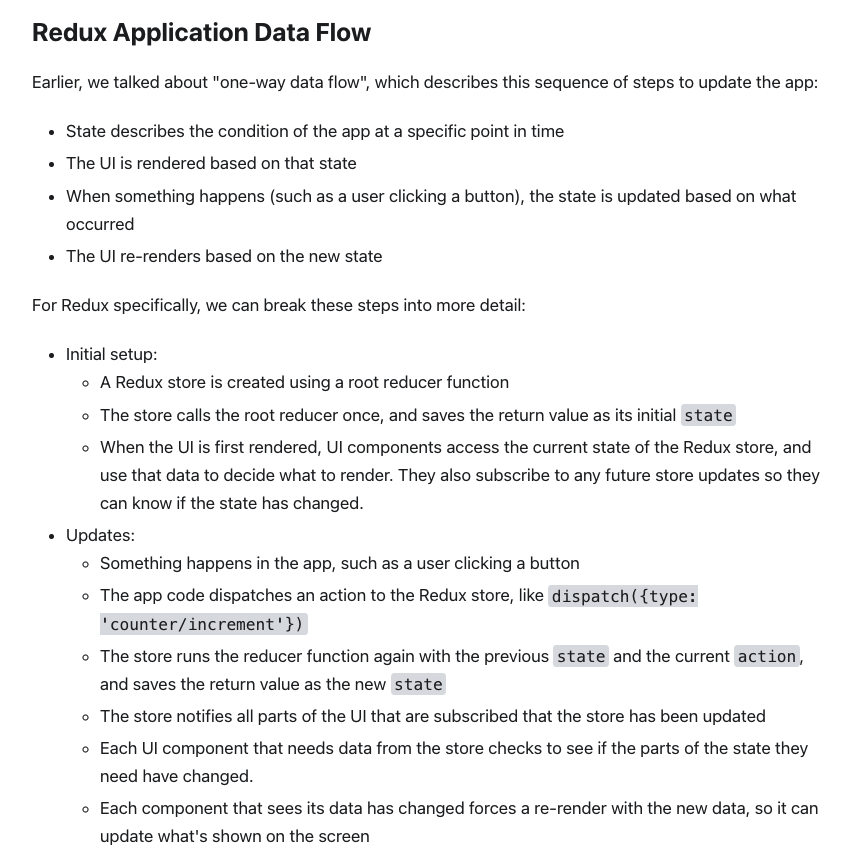 Redux Application Data Flow
Earlier, we talked about "one-way data flow", which describes this sequence of steps to update the app:
• State describes the condition of the app at a specific point in time
• The UI is rendered based on that state
• When something happens (such as a user clicking a button), the state is updated based on what
occurred
• The UI re-renders based on the new state
For Redux specifically, we can break these steps into more detail:
• Initial setup:
◦ A Redux store is created using a root reducer function
◦ The store calls the root reducer once, and saves the return value as its initial state
◦ When the UI is first rendered, UI components access the current state of the Redux store, and
use that data to decide what to render. They also subscribe to any future store updates so they
can know if the state has changed.
• Updates:
◦ Something happens in the app, such as a user clicking a button
◦ The app code dispatches an action to the Redux store, like dispatch({type:
'counter/increment'})
◦ The store runs the reducer function again with the previous state and the current action,
and saves the return value as the new state
◦ The store notifies all parts of the UI that are subscribed that the store has been updated
◦ Each UI component that needs data from the store checks to see if the parts of the state they
need have changed.
◦ Each component that sees its data has changed forces a re-render with the new data, so it can
update what's shown on the screen